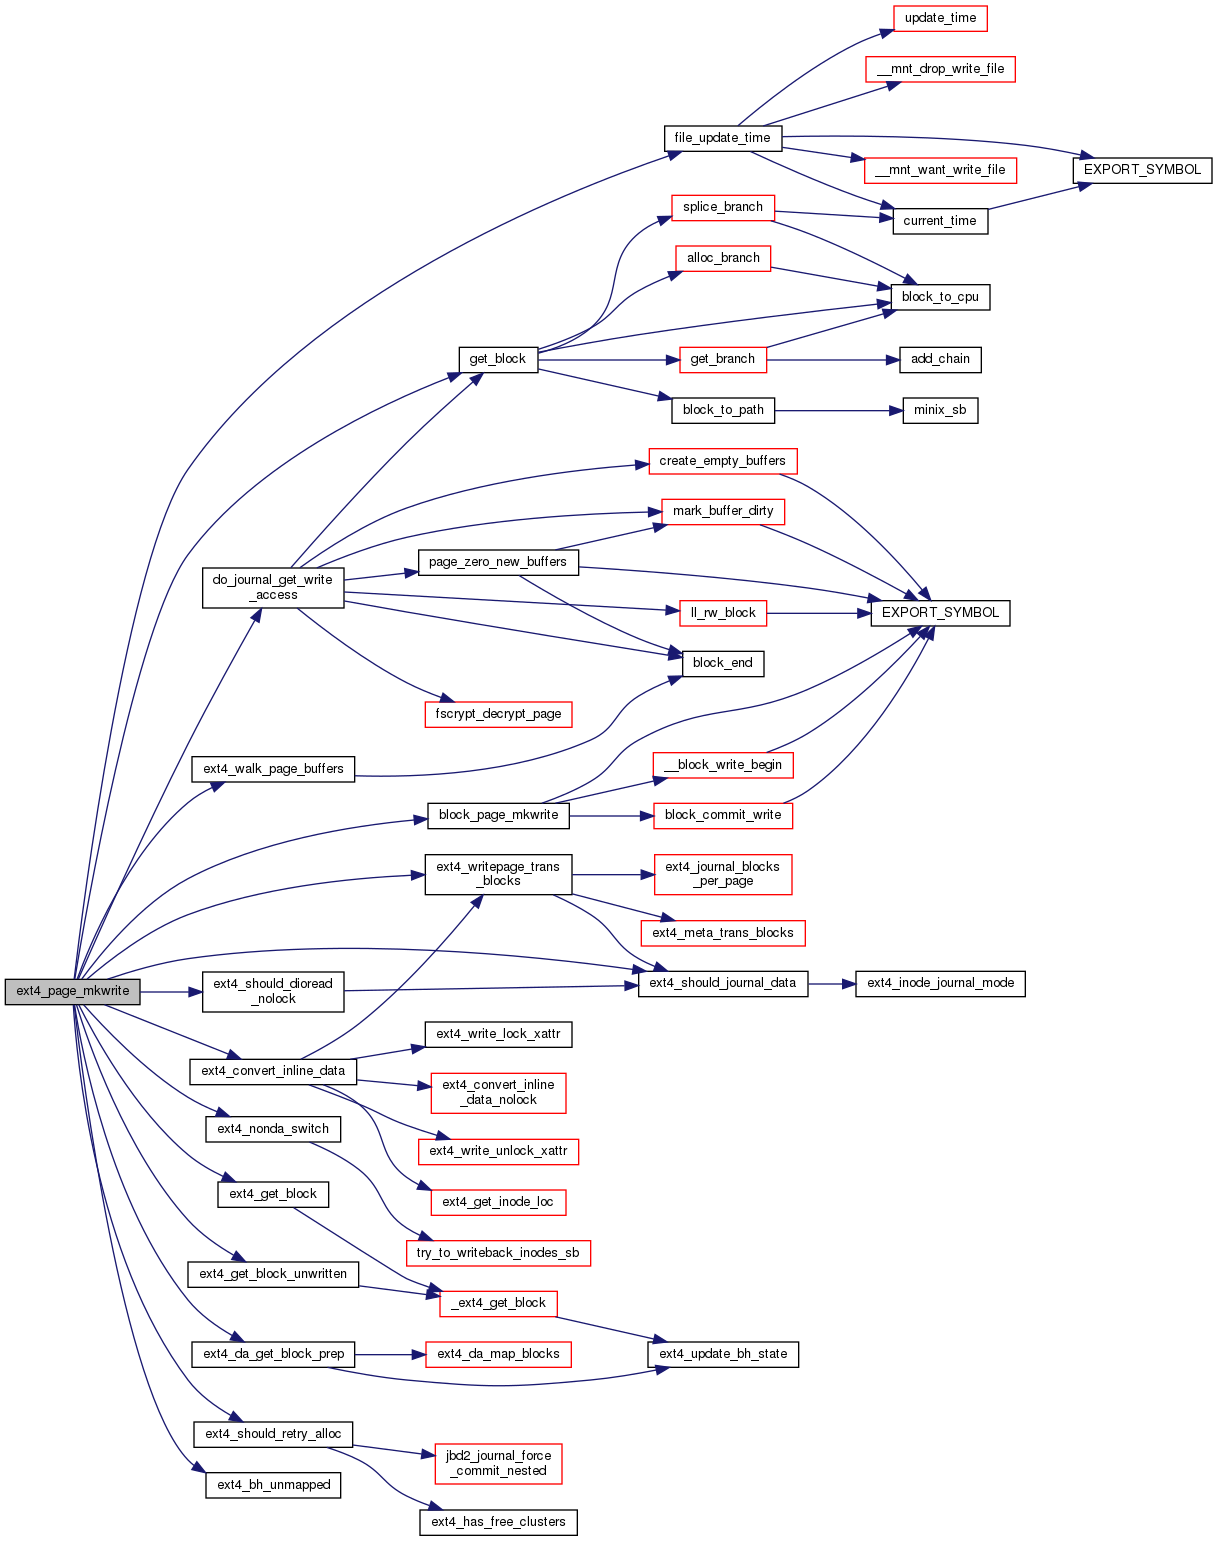 update_time
__mnt_drop_write_file
file_update_time
__mnt_want_write_file
EXPORT_SYMBOL
splice_branch
current_time
alloc_branch
block_to_cpu
get_block
get_branch
add_chain
block_to_path
minix_sb
create_empty_buffers
mark_buffer_dirty
page_zero_new_buffers
do_journal_get_write
_access
ll_rw_block
EXPORT_SYMBOL
block_end
fscrypt_decrypt_page
ext4_walk_page_buffers
__block_write_begin
block_page_mkwrite
block_commit_write
ext4_writepage_trans
_blocks
ext4_journal_blocks
_per_page
ext4_meta_trans_blocks
ext4_page_mkwrite
ext4_should_dioread
_nolock
ext4_should_journal_data
ext4_inode_journal_mode
ext4_write_lock_xattr
ext4_convert_inline_data
ext4_convert_inline
_data_nolock
ext4_nonda_switch
ext4_write_unlock_xattr
ext4_get_block
ext4_get_inode_loc
try_to_writeback_inodes_sb
ext4_get_block_unwritten
_ext4_get_block
ext4_da_get_block_prep
ext4_da_map_blocks
ext4_update_bh_state
ext4_should_retry_alloc
jbd2_journal_force
_commit_nested
ext4_bh_unmapped
ext4_has_free_clusters